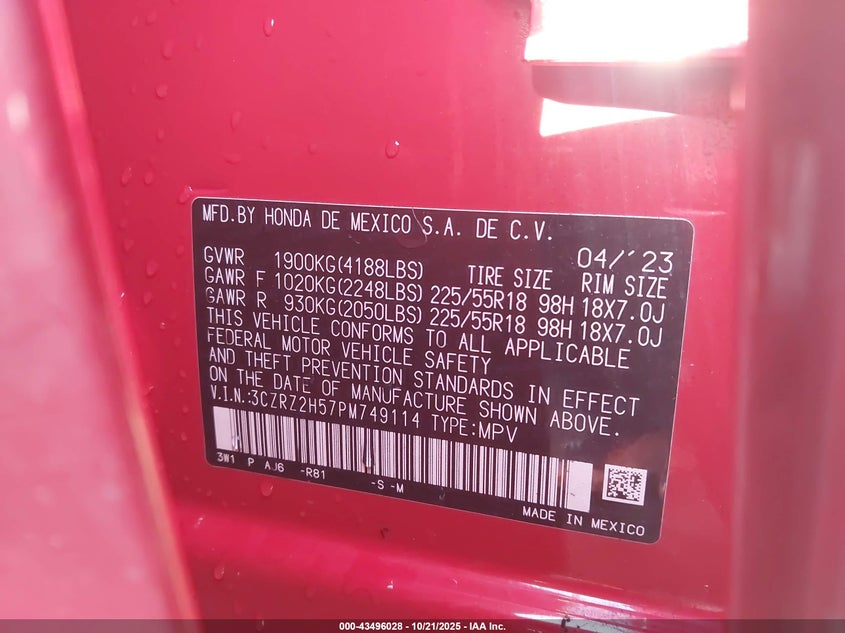 MFD.BY HONDA DE MEXICO S.A. DE C.V.
04/'23
GVWR 1900KG(4188LBS) TIRE SIZE RIM SIZE
GAWR F 1020KG(2248LBS) 225/55R18 98H 18X7.0J
GAWR R 930KG(2050LBS) 225/55R18 98H 18X7.0J
THIS VEHICLE CONFORMS TO ALL APPLICABLE
FEDERAL MOTOR VEHICLE SAFETY
AND THEFT PREVENTION STANDARDS IN EFFECT
ON THE DATE OF MANUFACTURE SHOWN ABOVE.
V.I.N.:3CZRZ2H57PM749114 TYPE:MPV
3W1 P AJ6 -R81 -S -M
MADE IN MEXICO
000-43496028 - 10/21/2025 - IAA Inc.